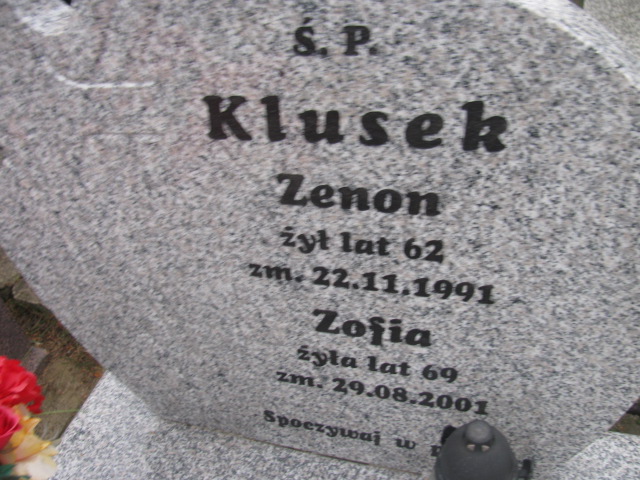 Ś. P.
Klusek
Zenon
żył lat 62
zm. 22.11.1991
Zofia
żyła lat 69
zm. 29.08.2001
Spoczywaj w